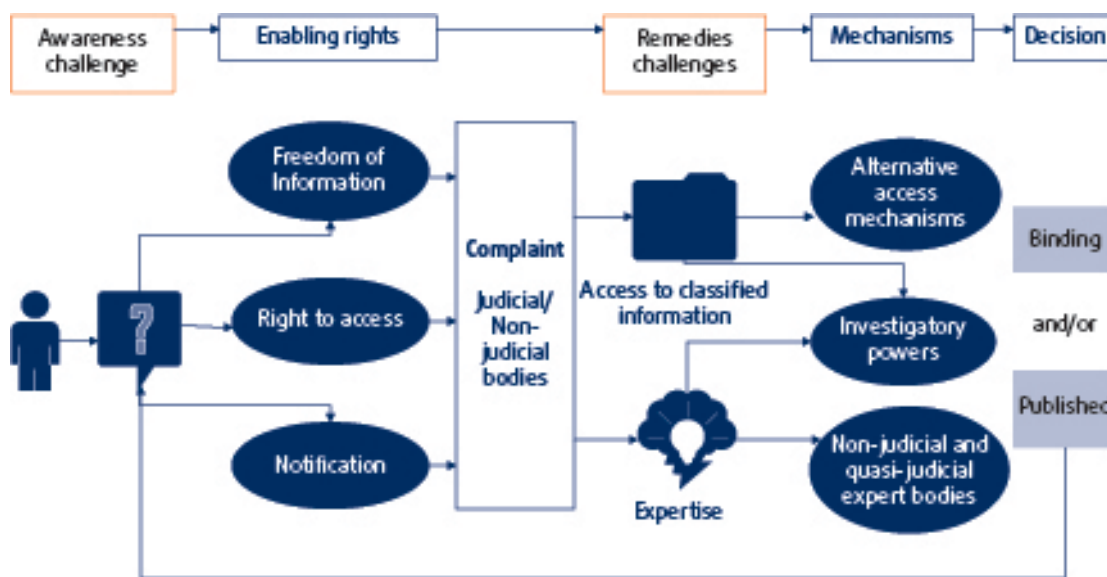 Awareness
challenge
Enabling rights
Remedies
challenges
Mechanisms
Decision
Freedom of
Information
Right to access
Notification
Complaint
Judicial/
Non-
judicial
bodies
Access to classified
information
Expertise
Alternative
access
mechanisms
Investigatory
powers
Non-judicial and
quasi-judicial
expert bodies
Binding
and/or
Published
?